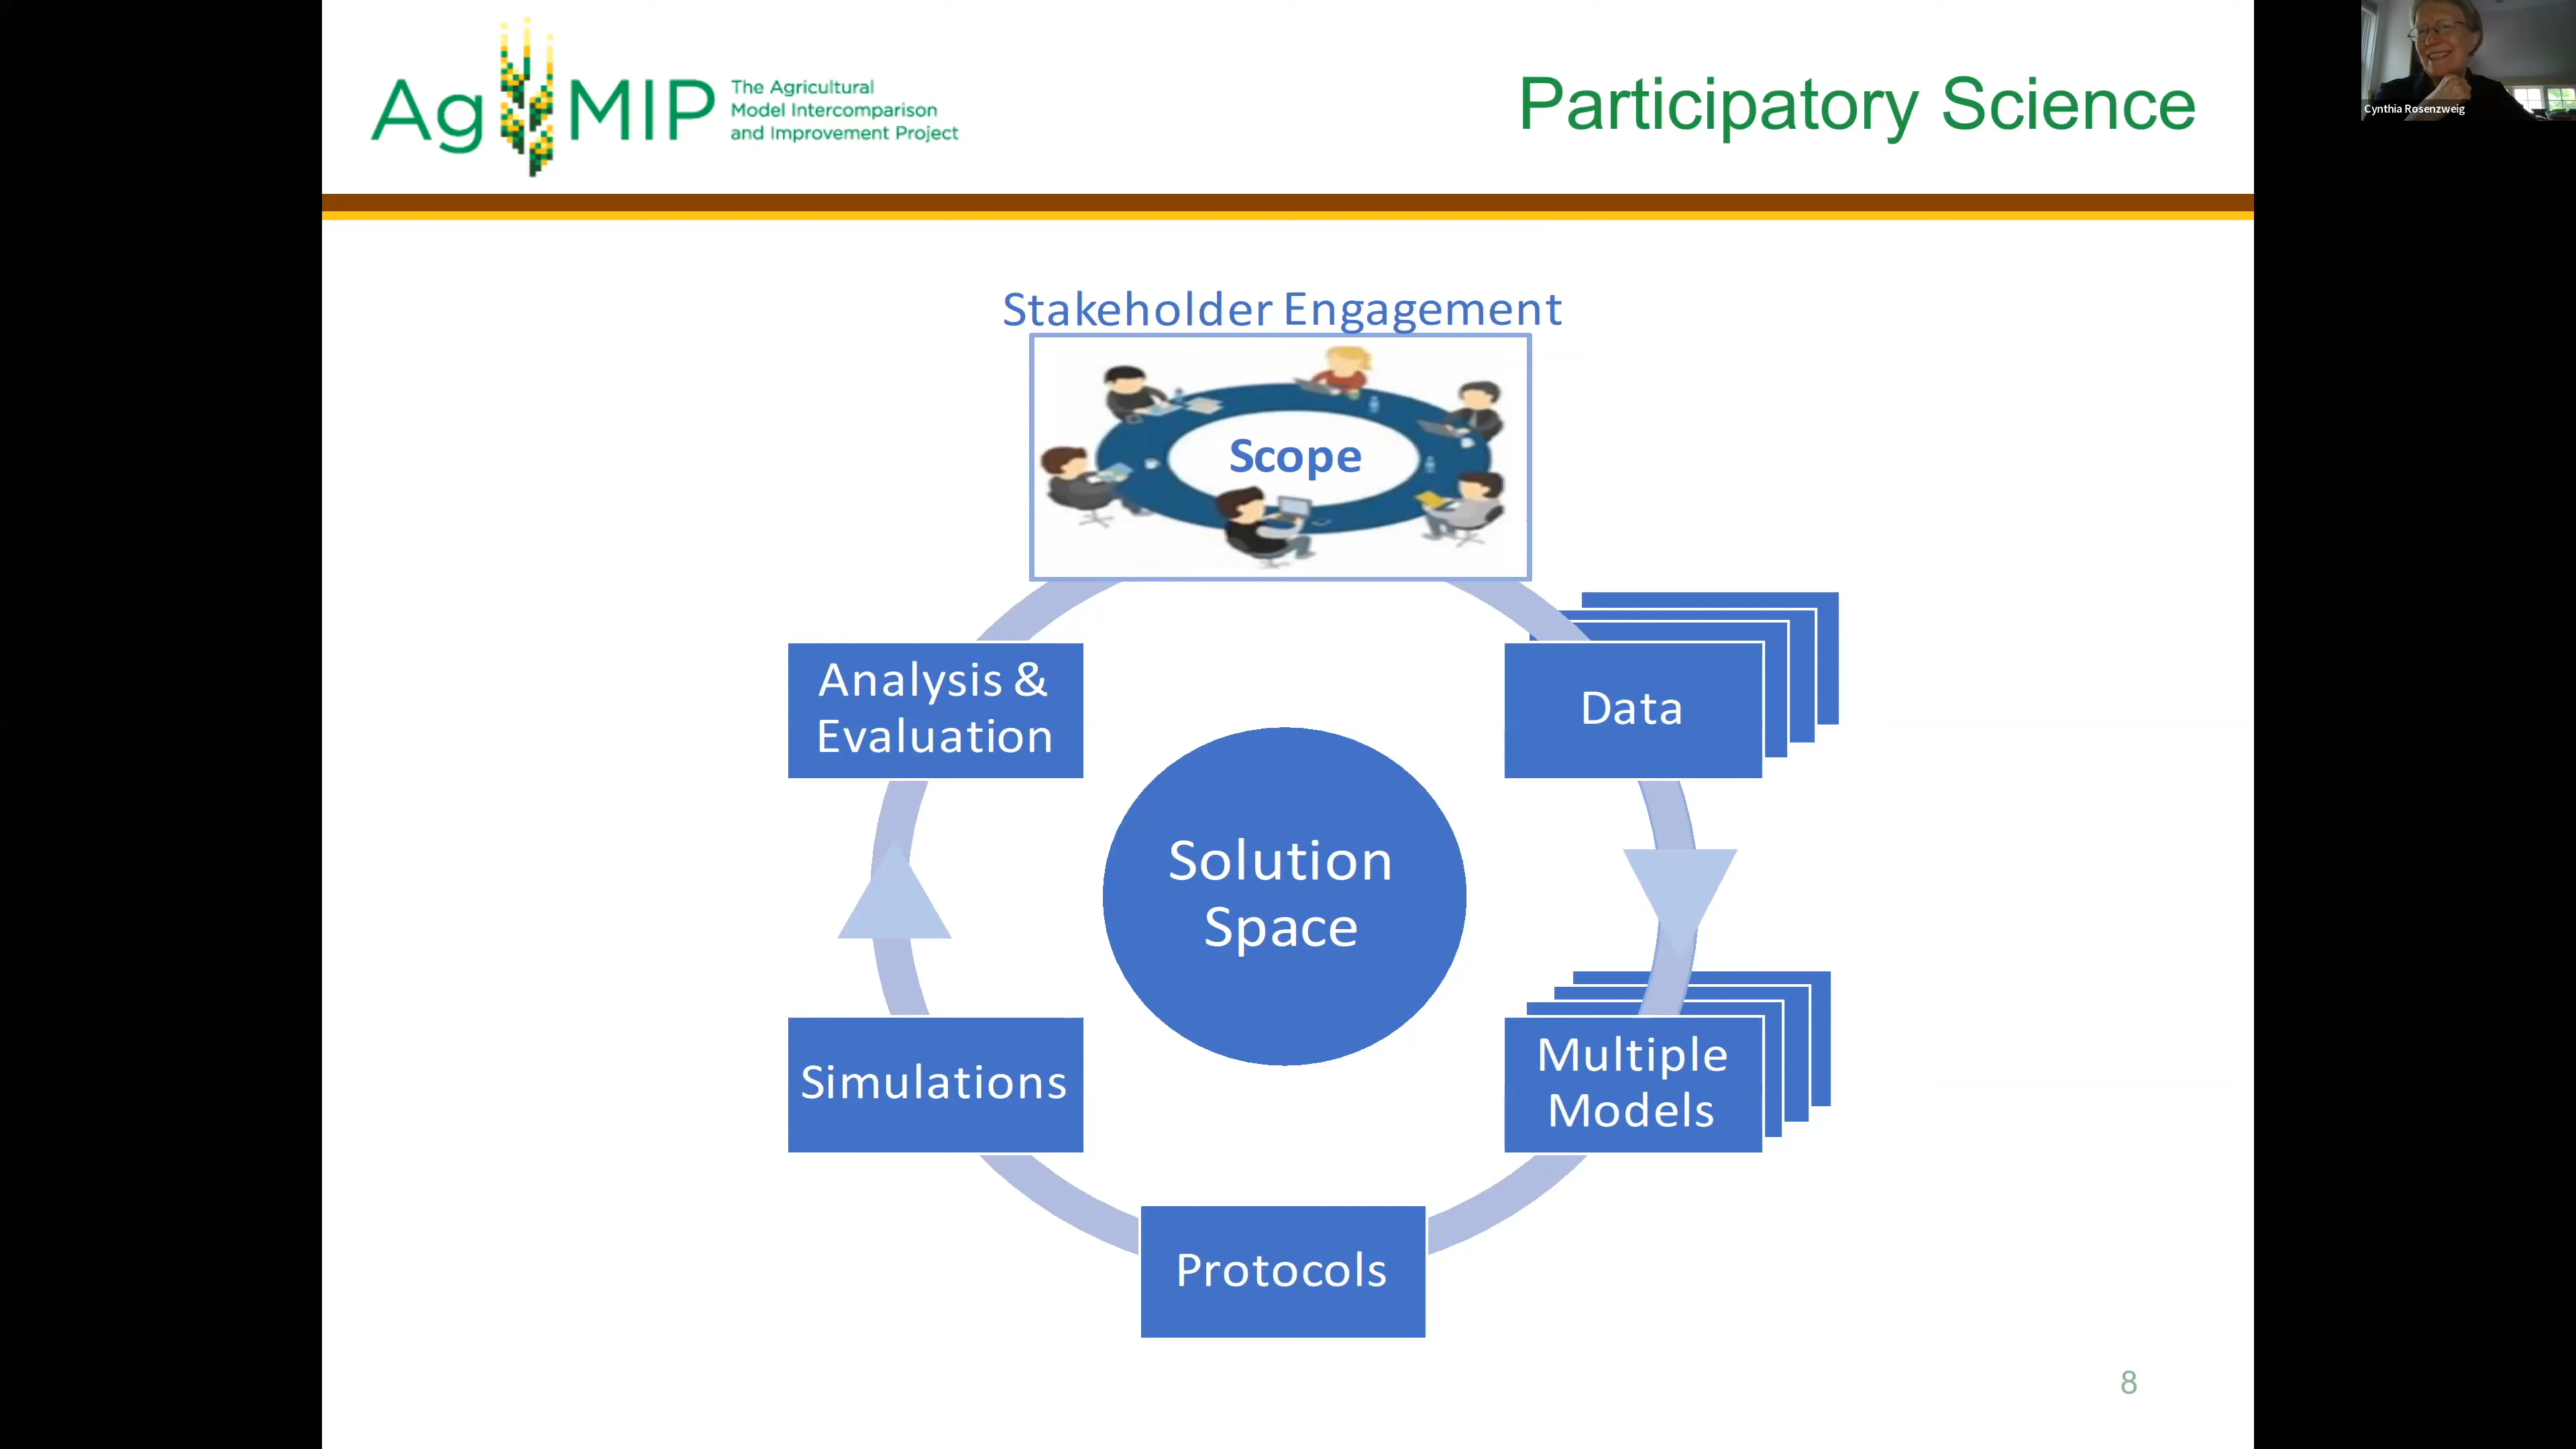 AgMIP
The Agricultural
Model Intercomparison
and Improvement Project
Participatory Science
Cynthia Rosenzweig
Stakeholder Engagement
Scope
Analysis &
Evaluation
Data
Solution
Space
Simulations
Multiple
Models
Protocols
8